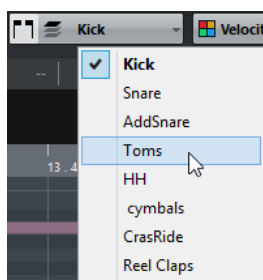 Kick Velocit
--
Kick
Snare
AddSnare
Toms
13.4
HH
cymbals
CrasRide
Reel Claps